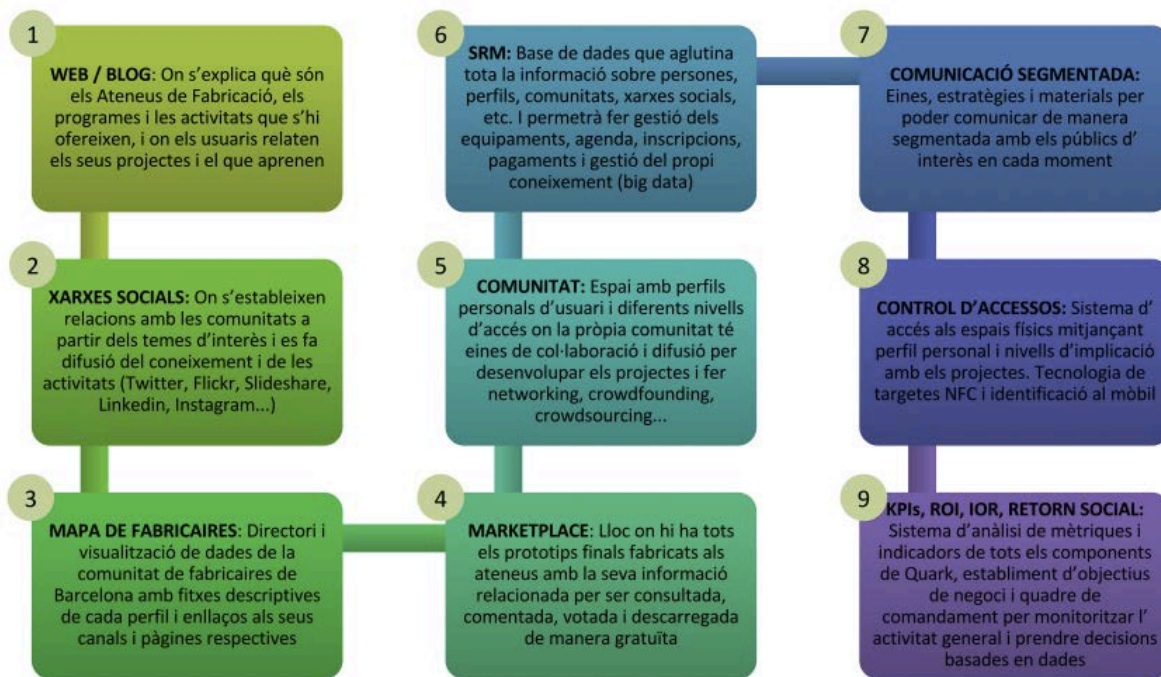 1
WEB / BLOG: On s’explica què són
els Ateneus de Fabricació, els
programes i les activitats que s’hi
ofereixen, i on els usuaris relaten
els seus projectes i el que aprenen
2
XARXES SOCIALS: On s’estableixen
relacions amb les comunitats a
partir dels temes d’interès i es fa
difusió del coneixement i de les
activitats (Twitter, Flickr, Slideshare,
Linkedin, Instagram...)
3
MAPA DE FABRICAIRES: Directori i
visualització de dades de la
comunitat de fabricaires de
Barcelona amb fitxes descriptives
de cada perfil i enllaços als seus
canals i pàgines respectives
4
MARKETPLACE: Lloc on hi ha tots
els prototips finals fabricats als
ateneus amb la seva informació
relacionada per ser consultada,
comentada, votada i descarregada
de manera gratuïta
5
COMUNITAT: Espai amb perfils
personals d’usuari i diferents nivells
d’accés on la pròpia comunitat té
eines de col·laboració i difusió per
desenvolupar els projectes i fer
networking, crowdfounding,
crowdsourcing...
6
SRM: Base de dades que aglutina
tota la informació sobre persones,
perfils, comunitats, xarxes socials,
etc. I permetrà fer gestió dels
equipaments, agenda, inscripcions,
pagaments i gestió del propi
coneixement (big data)
7
COMUNICACIÓ SEGMENTADA:
Eines, estratègies i materials per
poder comunicar de manera
segmentada amb els públics d’
interès en cada moment
8
CONTROL D’ACCESSOS: Sistema d’
accés als espais físics mitjançant
perfil personal i nivells d’implicació
amb els projectes. Tecnologia de
targetes NFC i identificació al mòbil
9
KPIs, ROI, IOR, RETORN SOCIAL:
Sistema d’anàlisi de mètriques i
indicadors de tots els components
de Quark, establiment d’objectius
de negoci i quadre de
comandament per monitoritzar l’
activitat general i prendre decisions
basades en dades